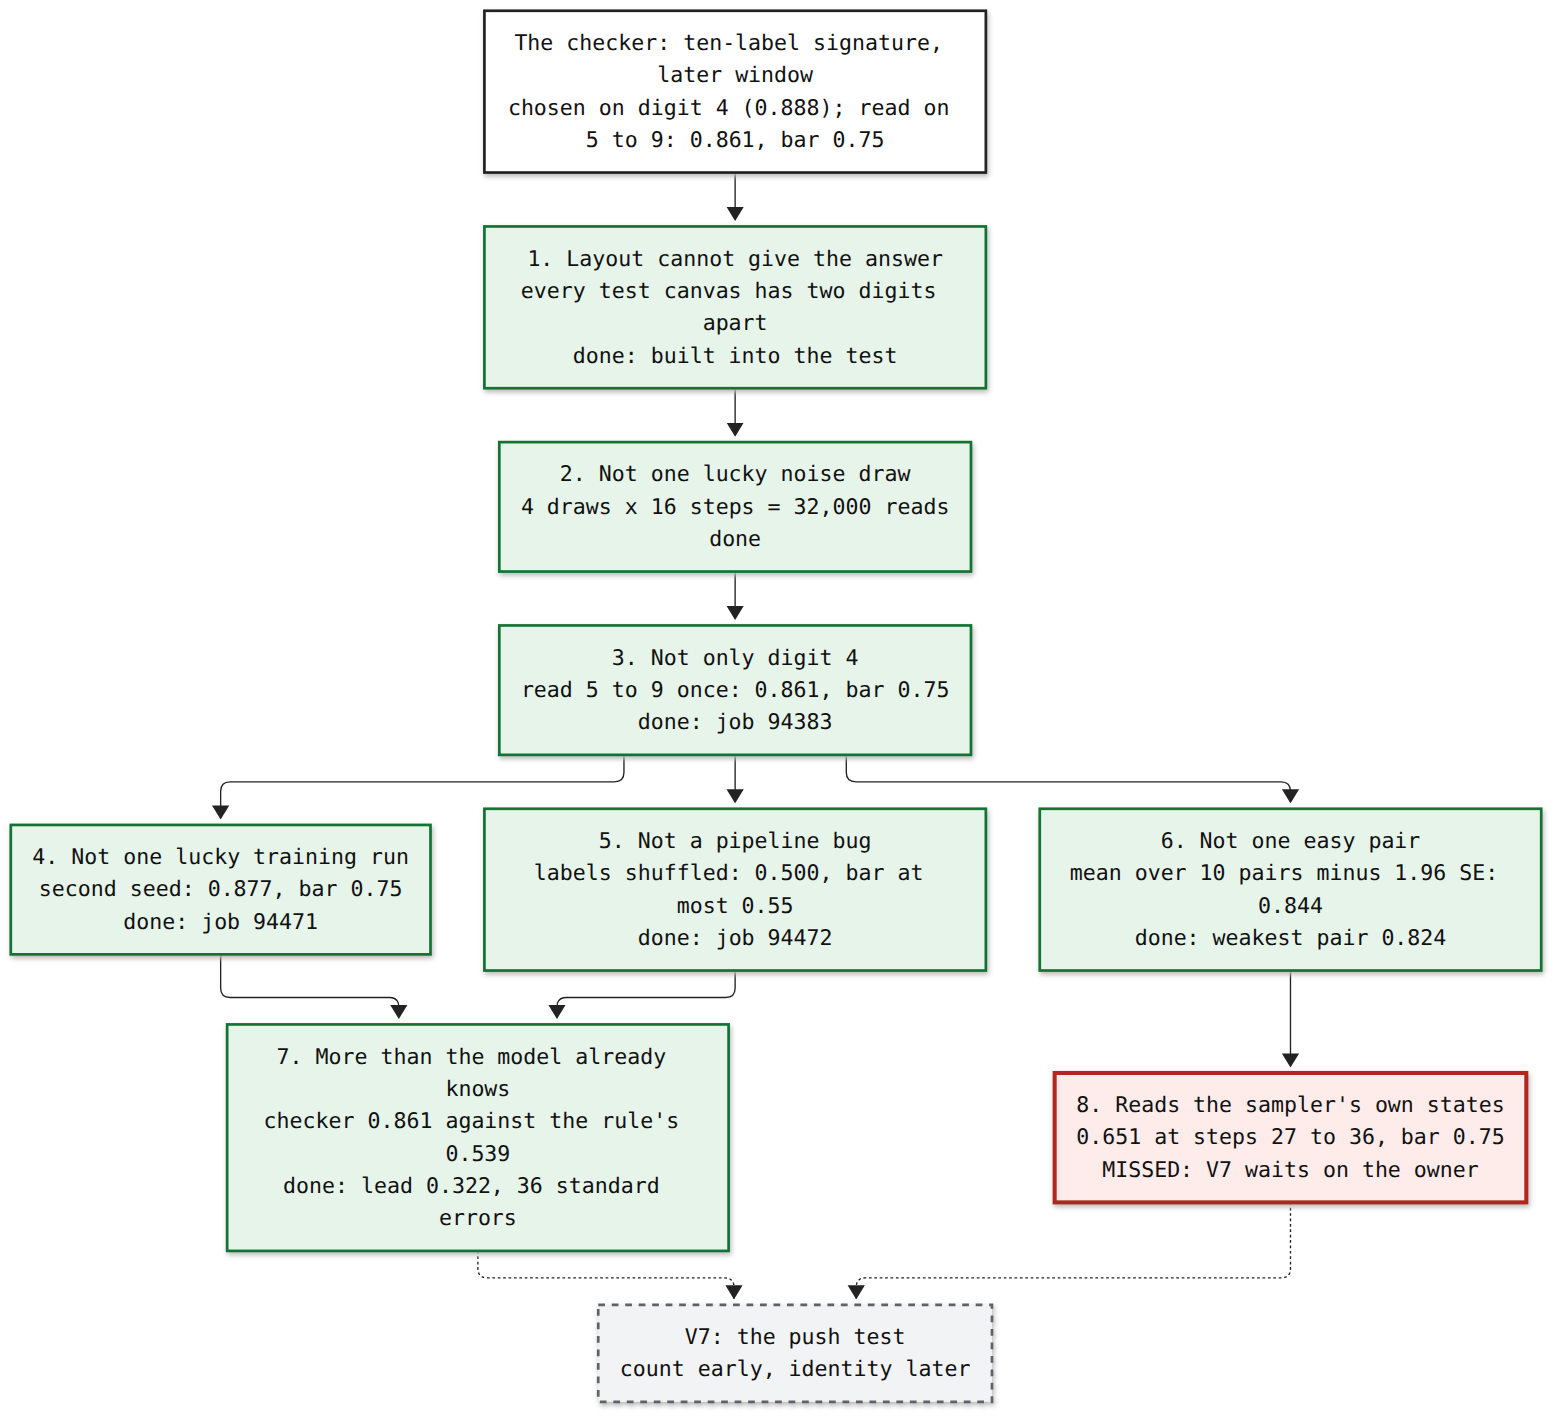 The checker: ten-label signature,
later window
chosen on digit 4 (0.888); read on
5 to 9: 0.861, bar 0.75
1. Layout cannot give the answer
every test canvas has two digits
apart
done: built into the test
2. Not one lucky noise draw
4 draws x 16 steps = 32,000 reads
done
3. Not only digit 4
read 5 to 9 once: 0.861, bar 0.75
done: job 94383
4. Not one lucky training run
second seed: 0.877, bar 0.75
done: job 94471
5. Not a pipeline bug
labels shuffled: 0.500, bar at
most 0.55
done: job 94472
6. Not one easy pair
mean over 10 pairs minus 1.96 SE:
0.844
done: weakest pair 0.824
7. More than the model already
knows
checker 0.861 against the rule's
0.539
done: lead 0.322, 36 standard
errors
8. Reads the sampler's own states
0.651 at steps 27 to 36, bar 0.75
MISSED: V7 waits on the owner
V7: the push test
count early, identity later